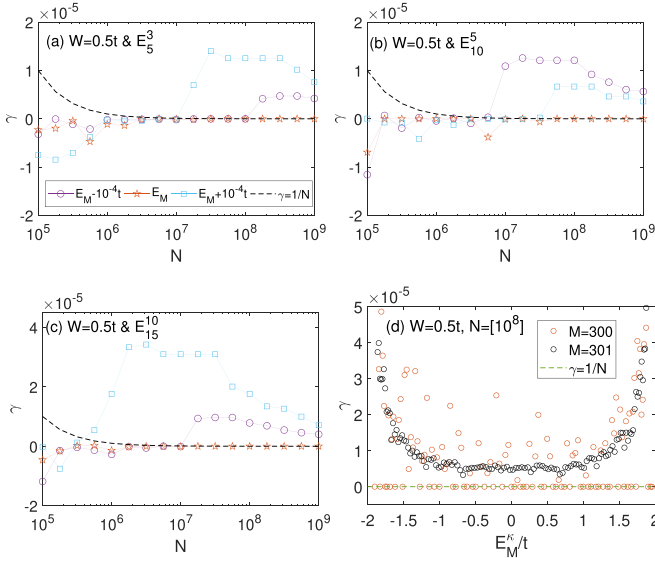 ×10⁻⁵
(a) W=0.5t & E₅³
2
1
0
-1
-2
γ
E_M-10⁻⁴t
E_M
E_M+10⁻⁴t
γ=1/N
10⁵
10⁶
10⁷
10⁸
10⁹
N
×10⁻⁵
(b) W=0.5t & E₁₀⁵
2
1
0
-1
-2
γ
10⁵
10⁶
10⁷
10⁸
10⁹
N
×10⁻⁵
(c) W=0.5t & E₁₅¹⁰
4
2
0
-2
γ
10⁵
10⁶
10⁷
10⁸
10⁹
N
×10⁻⁵
(d) W=0.5t, N=[10⁸]
M=300
M=301
γ=1/N
5
4
3
2
1
0
γ
-2
-1.5
-1
-0.5
0
0.5
1
1.5
2
E_M^κ/t